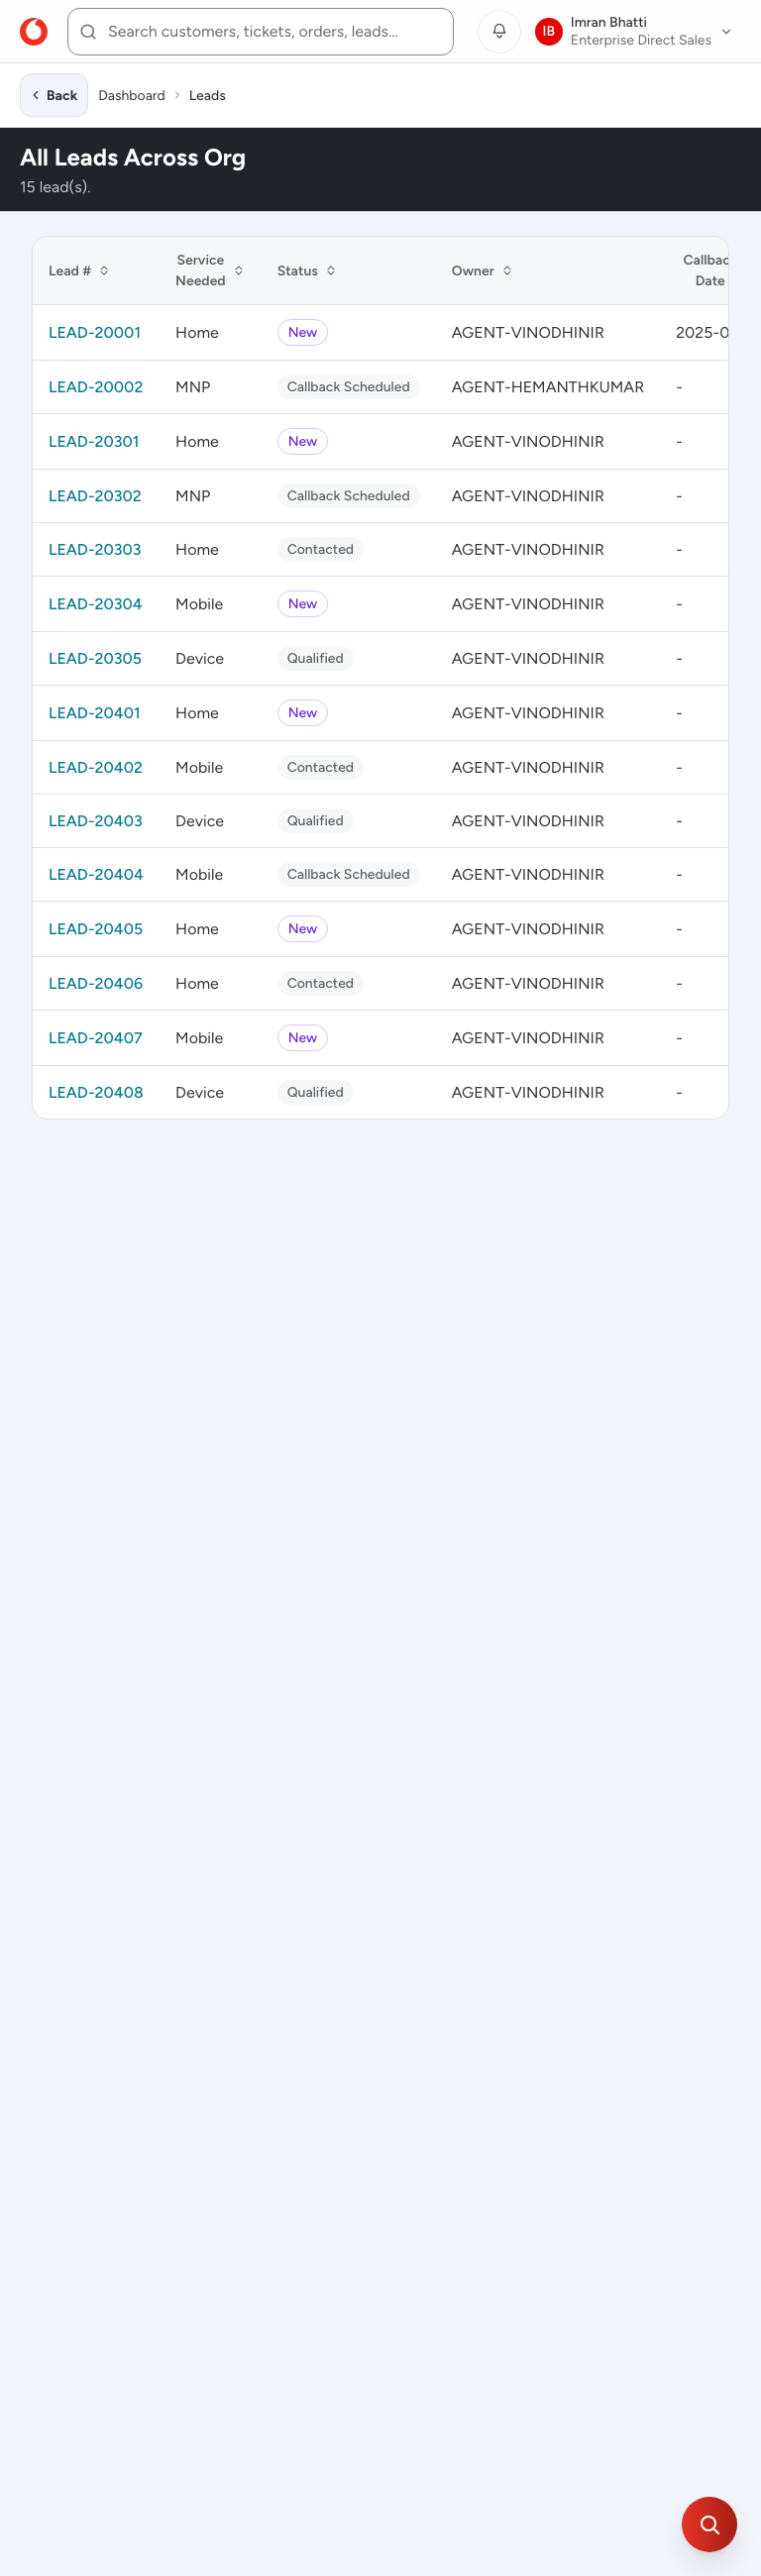 Search customers, tickets, orders, leads...
IB
Imran Bhatti
Enterprise Direct Sales
Back
Dashboard
Leads
All Leads Across Org
15 lead(s).
Lead # Service Needed Status Owner Callbac Date
LEAD-20001 Home New AGENT-VINODHINIR 2025-0
LEAD-20002 MNP Callback Scheduled AGENT-HEMANTHKUMAR -
LEAD-20301 Home New AGENT-VINODHINIR -
LEAD-20302 MNP Callback Scheduled AGENT-VINODHINIR -
LEAD-20303 Home Contacted AGENT-VINODHINIR -
LEAD-20304 Mobile New AGENT-VINODHINIR -
LEAD-20305 Device Qualified AGENT-VINODHINIR -
LEAD-20401 Home New AGENT-VINODHINIR -
LEAD-20402 Mobile Contacted AGENT-VINODHINIR -
LEAD-20403 Device Qualified AGENT-VINODHINIR -
LEAD-20404 Mobile Callback Scheduled AGENT-VINODHINIR -
LEAD-20405 Home New AGENT-VINODHINIR -
LEAD-20406 Home Contacted AGENT-VINODHINIR -
LEAD-20407 Mobile New AGENT-VINODHINIR -
LEAD-20408 Device Qualified AGENT-VINODHINIR -